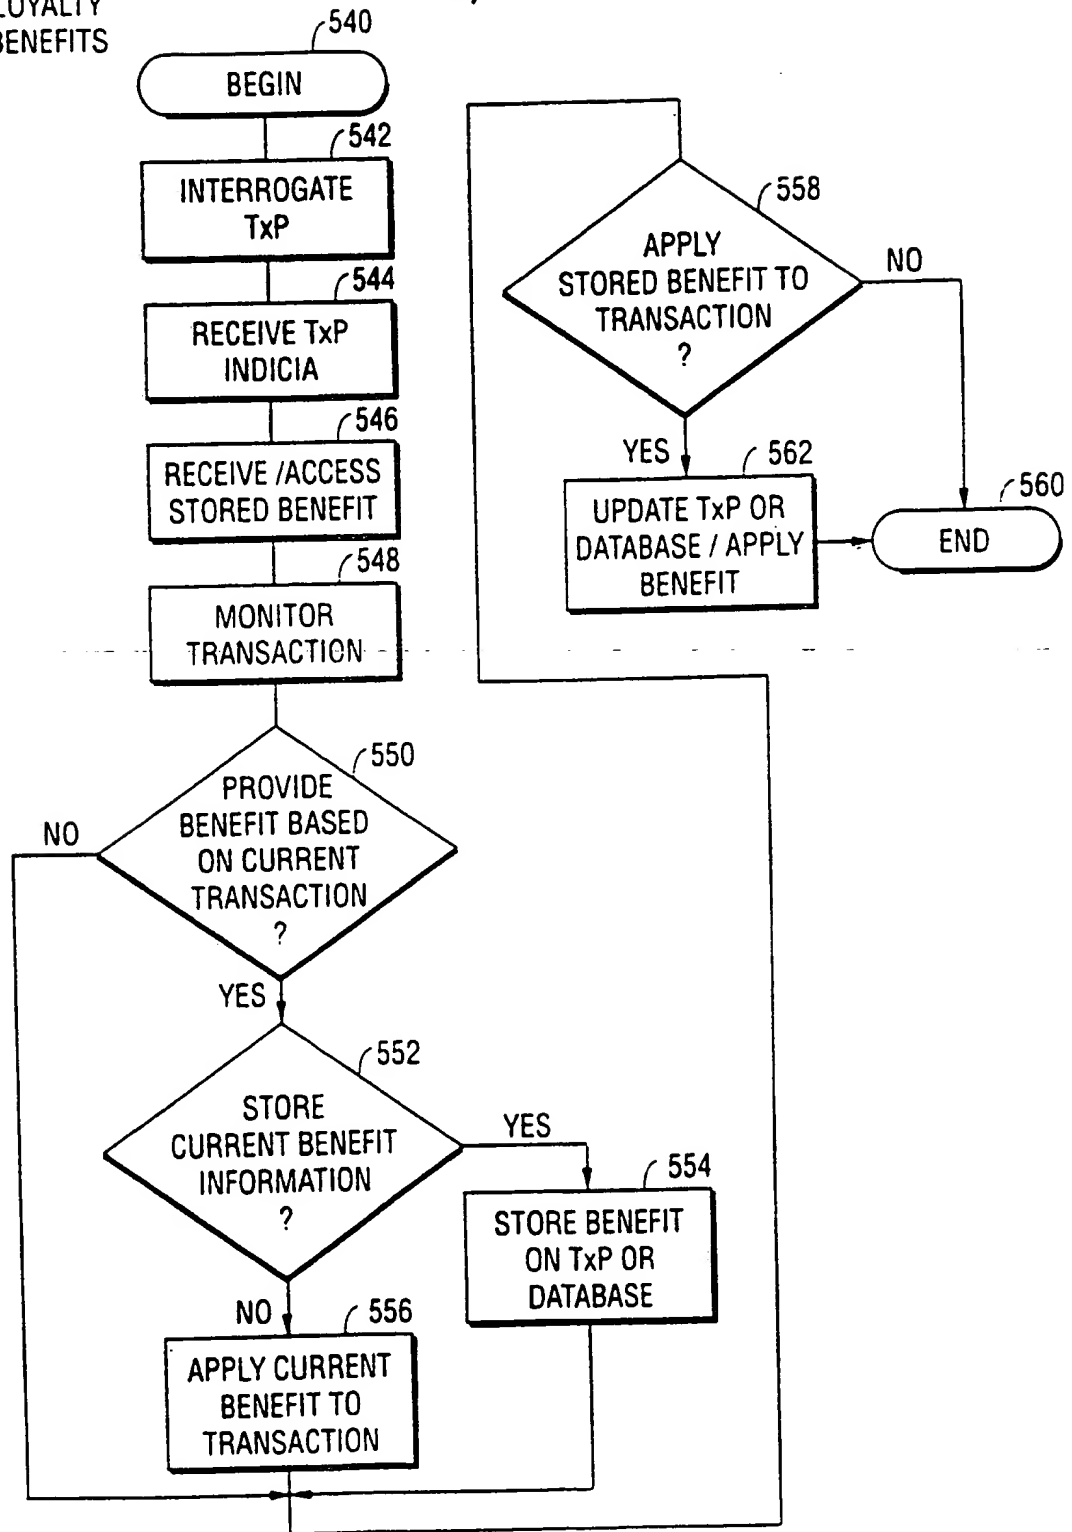 LOYALTY
BENEFITS
540
BEGIN
542
INTERROGATE
TxP
544
RECEIVE TxP
INDICIA
546
RECEIVE /ACCESS
STORED BENEFIT
548
MONITOR
TRANSACTION
550
PROVIDE
BENEFIT BASED
ON CURRENT
TRANSACTION
?
NO
YES
552
STORE
CURRENT BENEFIT
INFORMATION
?
YES
554
STORE BENEFIT
ON TxP OR
DATABASE
NO
556
APPLY CURRENT
BENEFIT TO
TRANSACTION
558
APPLY
STORED BENEFIT TO
TRANSACTION
?
NO
YES
562
UPDATE TxP OR
DATABASE / APPLY
BENEFIT
560
END